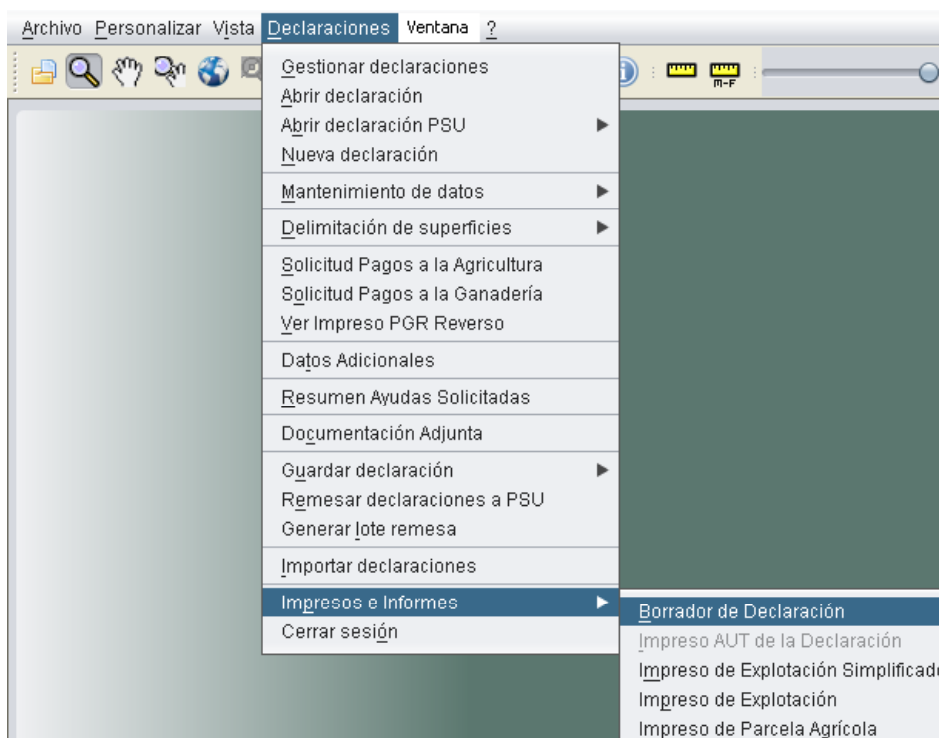 Archivo Personalizar Vista Declaraciones Ventana ?
m-F
Gestionar declaraciones
Abrir declaración
Abrir declaración PSU
Nueva declaración
Mantenimiento de datos
Delimitación de superficies
Solicitud Pagos a la Agricultura
Solicitud Pagos a la Ganadería
Ver Impreso PGR Reverso
Datos Adicionales
Resumen Ayudas Solicitadas
Documentación Adjunta
Guardar declaración
Remesar declaraciones a PSU
Generar lote remesa
Importar declaraciones
Impresos e Informes
Cerrar sesión
Borrador de Declaración
Impreso AUT de la Declaración
Impreso de Explotación Simplificado
Impreso de Explotación
Impreso de Parcela Agrícola